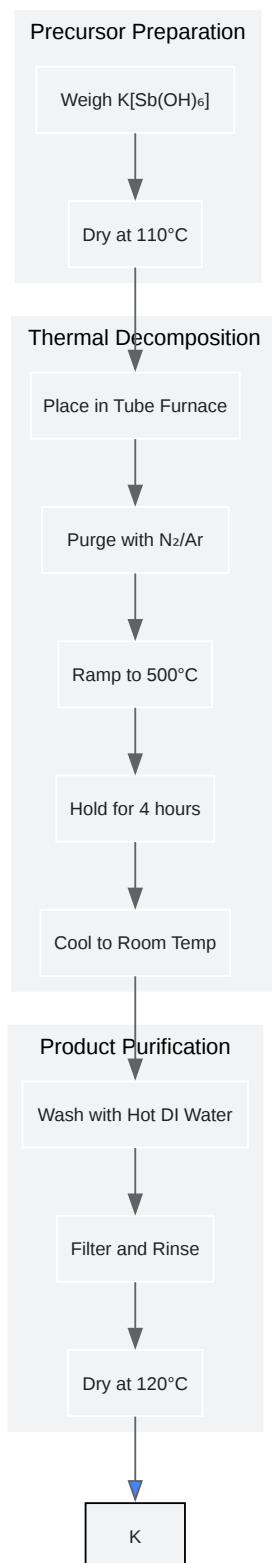 Precursor Preparation
Weigh K[Sb(OH)₆]
Dry at 110°C
Thermal Decomposition
Place in Tube Furnace
Purge with N₂/Ar
Ramp to 500°C
Hold for 4 hours
Cool to Room Temp
Product Purification
Wash with Hot DI Water
Filter and Rinse
Dry at 120°C
K